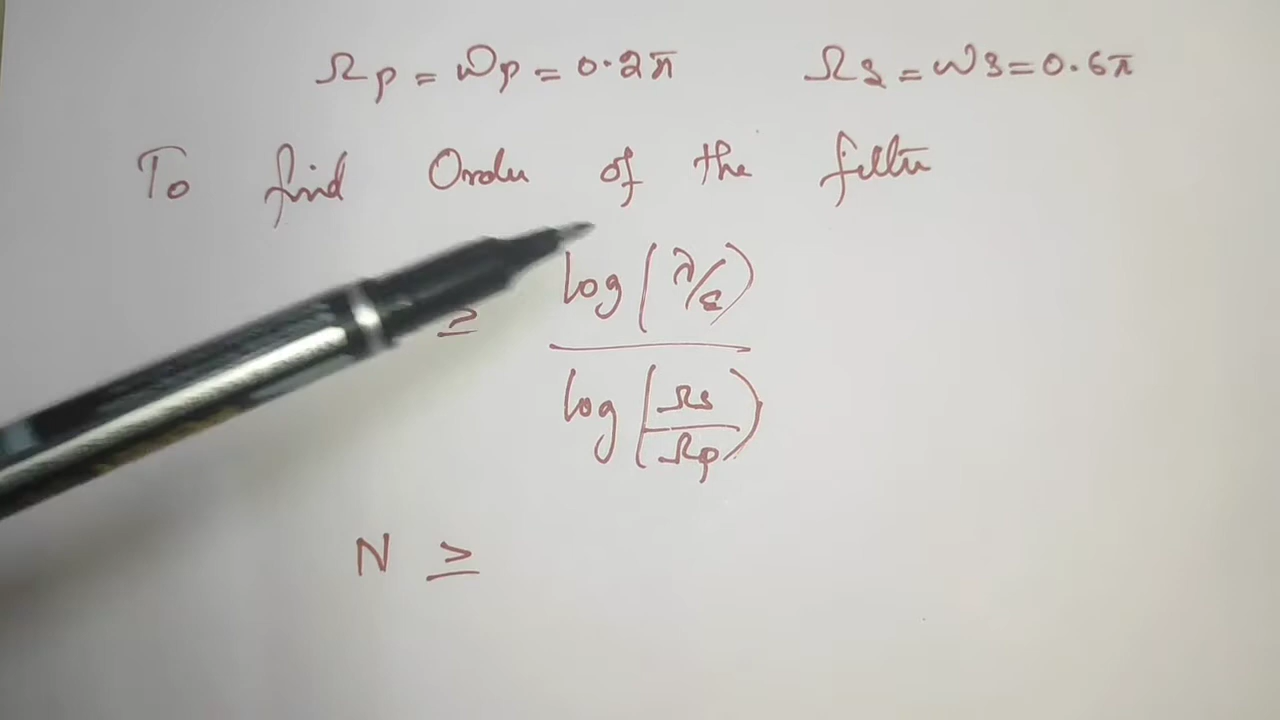 Ωp = ωp = 0.2π Ωs = ωs = 0.6π
To find Order of the filter
≥ log(λ/ε) / log(Ωs/Ωp)
N ≥